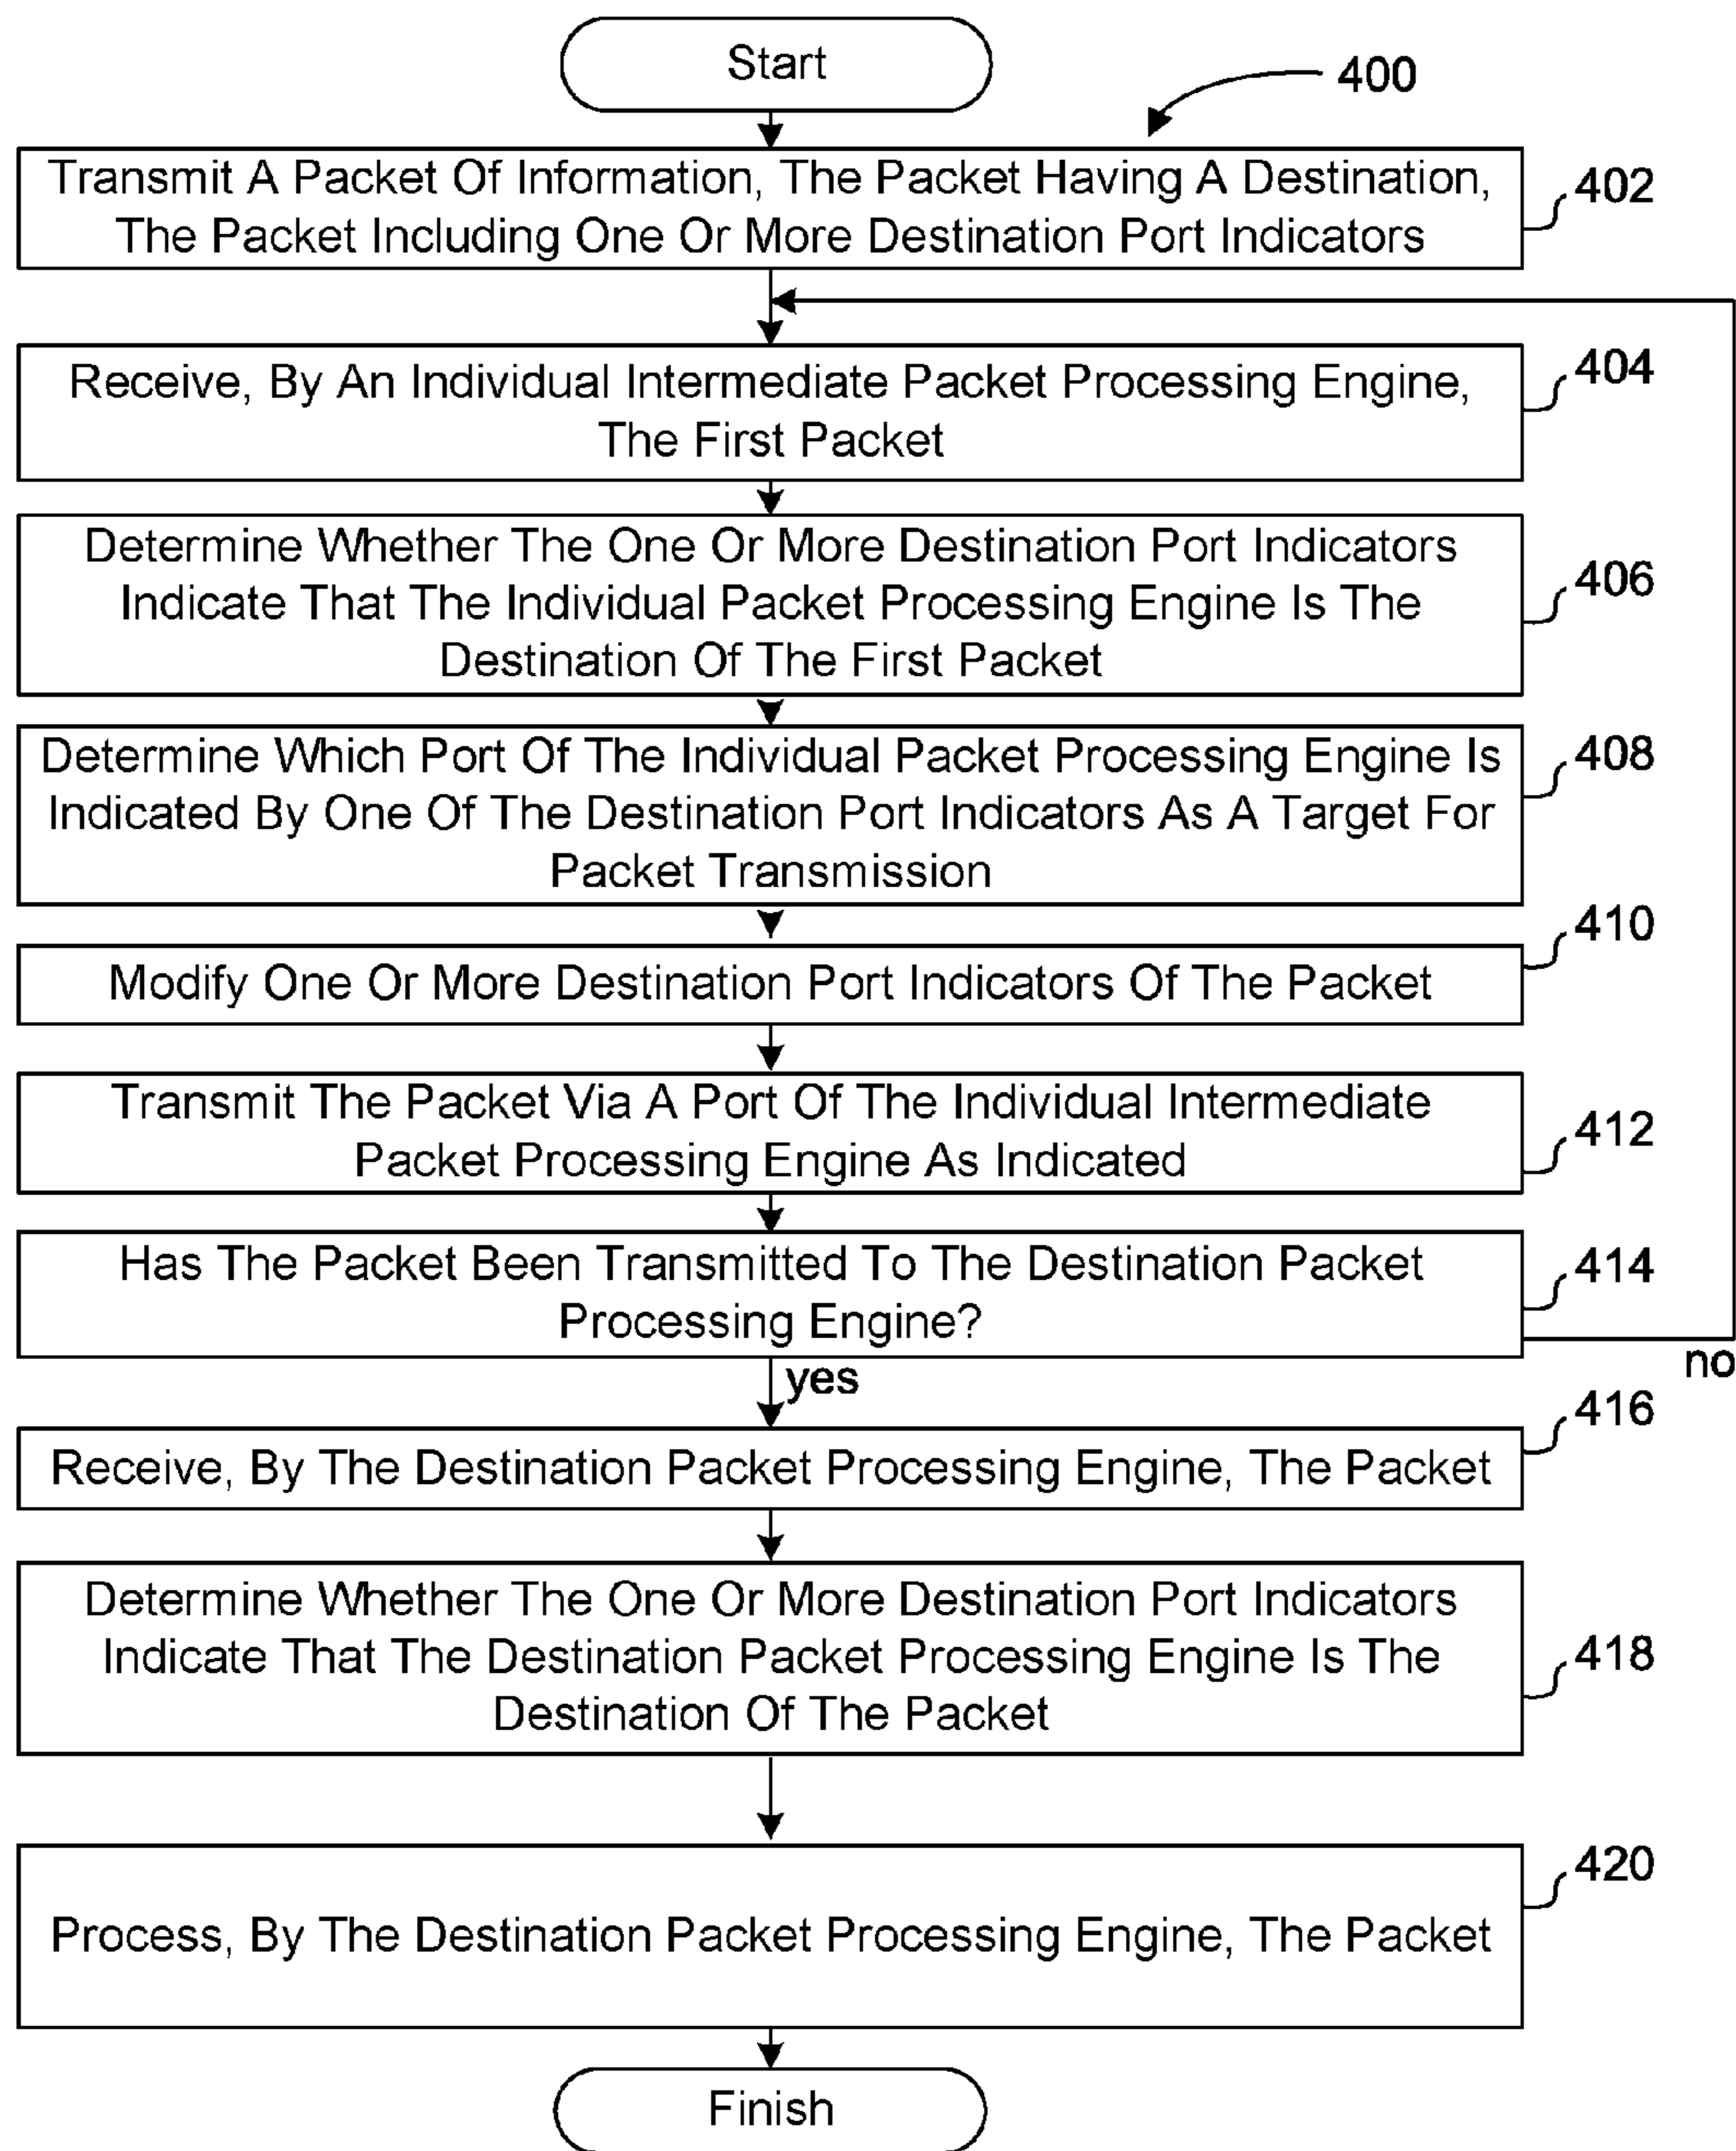 Start
400
Transmit A Packet Of Information, The Packet Having A Destination,
The Packet Including One Or More Destination Port Indicators
402
Receive, By An Individual Intermediate Packet Processing Engine,
The First Packet
404
Determine Whether The One Or More Destination Port Indicators
Indicate That The Individual Packet Processing Engine Is The
Destination Of The First Packet
406
Determine Which Port Of The Individual Packet Processing Engine Is
Indicated By One Of The Destination Port Indicators As A Target For
Packet Transmission
408
Modify One Or More Destination Port Indicators Of The Packet
410
Transmit The Packet Via A Port Of The Individual Intermediate
Packet Processing Engine As Indicated
412
Has The Packet Been Transmitted To The Destination Packet
Processing Engine?
414
no
yes
Receive, By The Destination Packet Processing Engine, The Packet
416
Determine Whether The One Or More Destination Port Indicators
Indicate That The Destination Packet Processing Engine Is The
Destination Of The Packet
418
Process, By The Destination Packet Processing Engine, The Packet
420
Finish